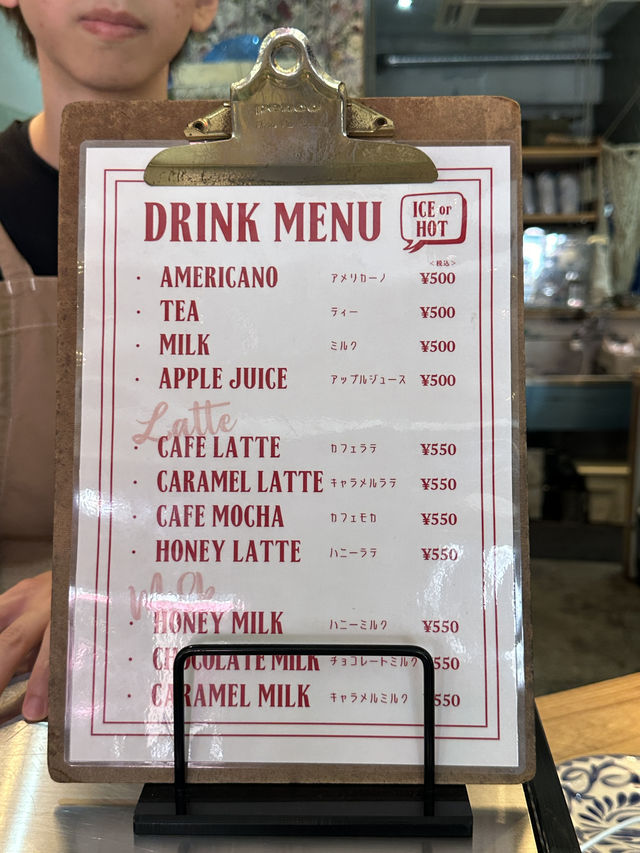 penco
DRINK MENU
ICE or
HOT
<税込>
・ AMERICANO アメリカーノ ¥500
・ TEA ティー ¥500
・ MILK ミルク ¥500
・ APPLE JUICE アップルジュース ¥500
Latte
・ CAFE LATTE カフェラテ ¥550
・ CARAMEL LATTE キャラメルラテ ¥550
・ CAFE MOCHA カフェモカ ¥550
・ HONEY LATTE ハニーラテ ¥550
Milk
・ HONEY MILK ハニーミルク ¥550
・ CHOCOLATE MILK チョコレートミルク ¥550
・ CARAMEL MILK キャラメルミルク ¥550